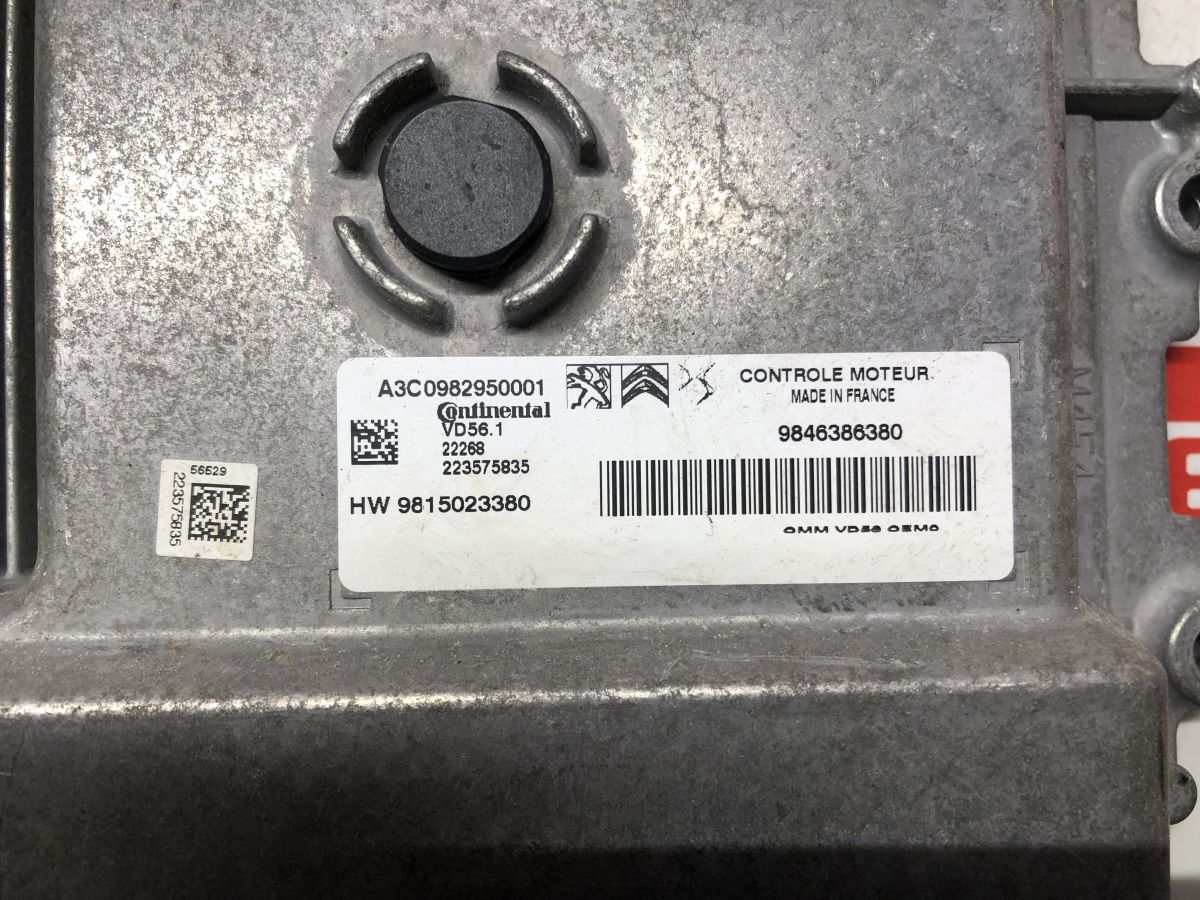 A3C0982950001
Continental
VD56.1
22268
223575835
HW 9815023380
CONTROLE MOTEUR
MADE IN FRANCE
9846386380
56529
223575835